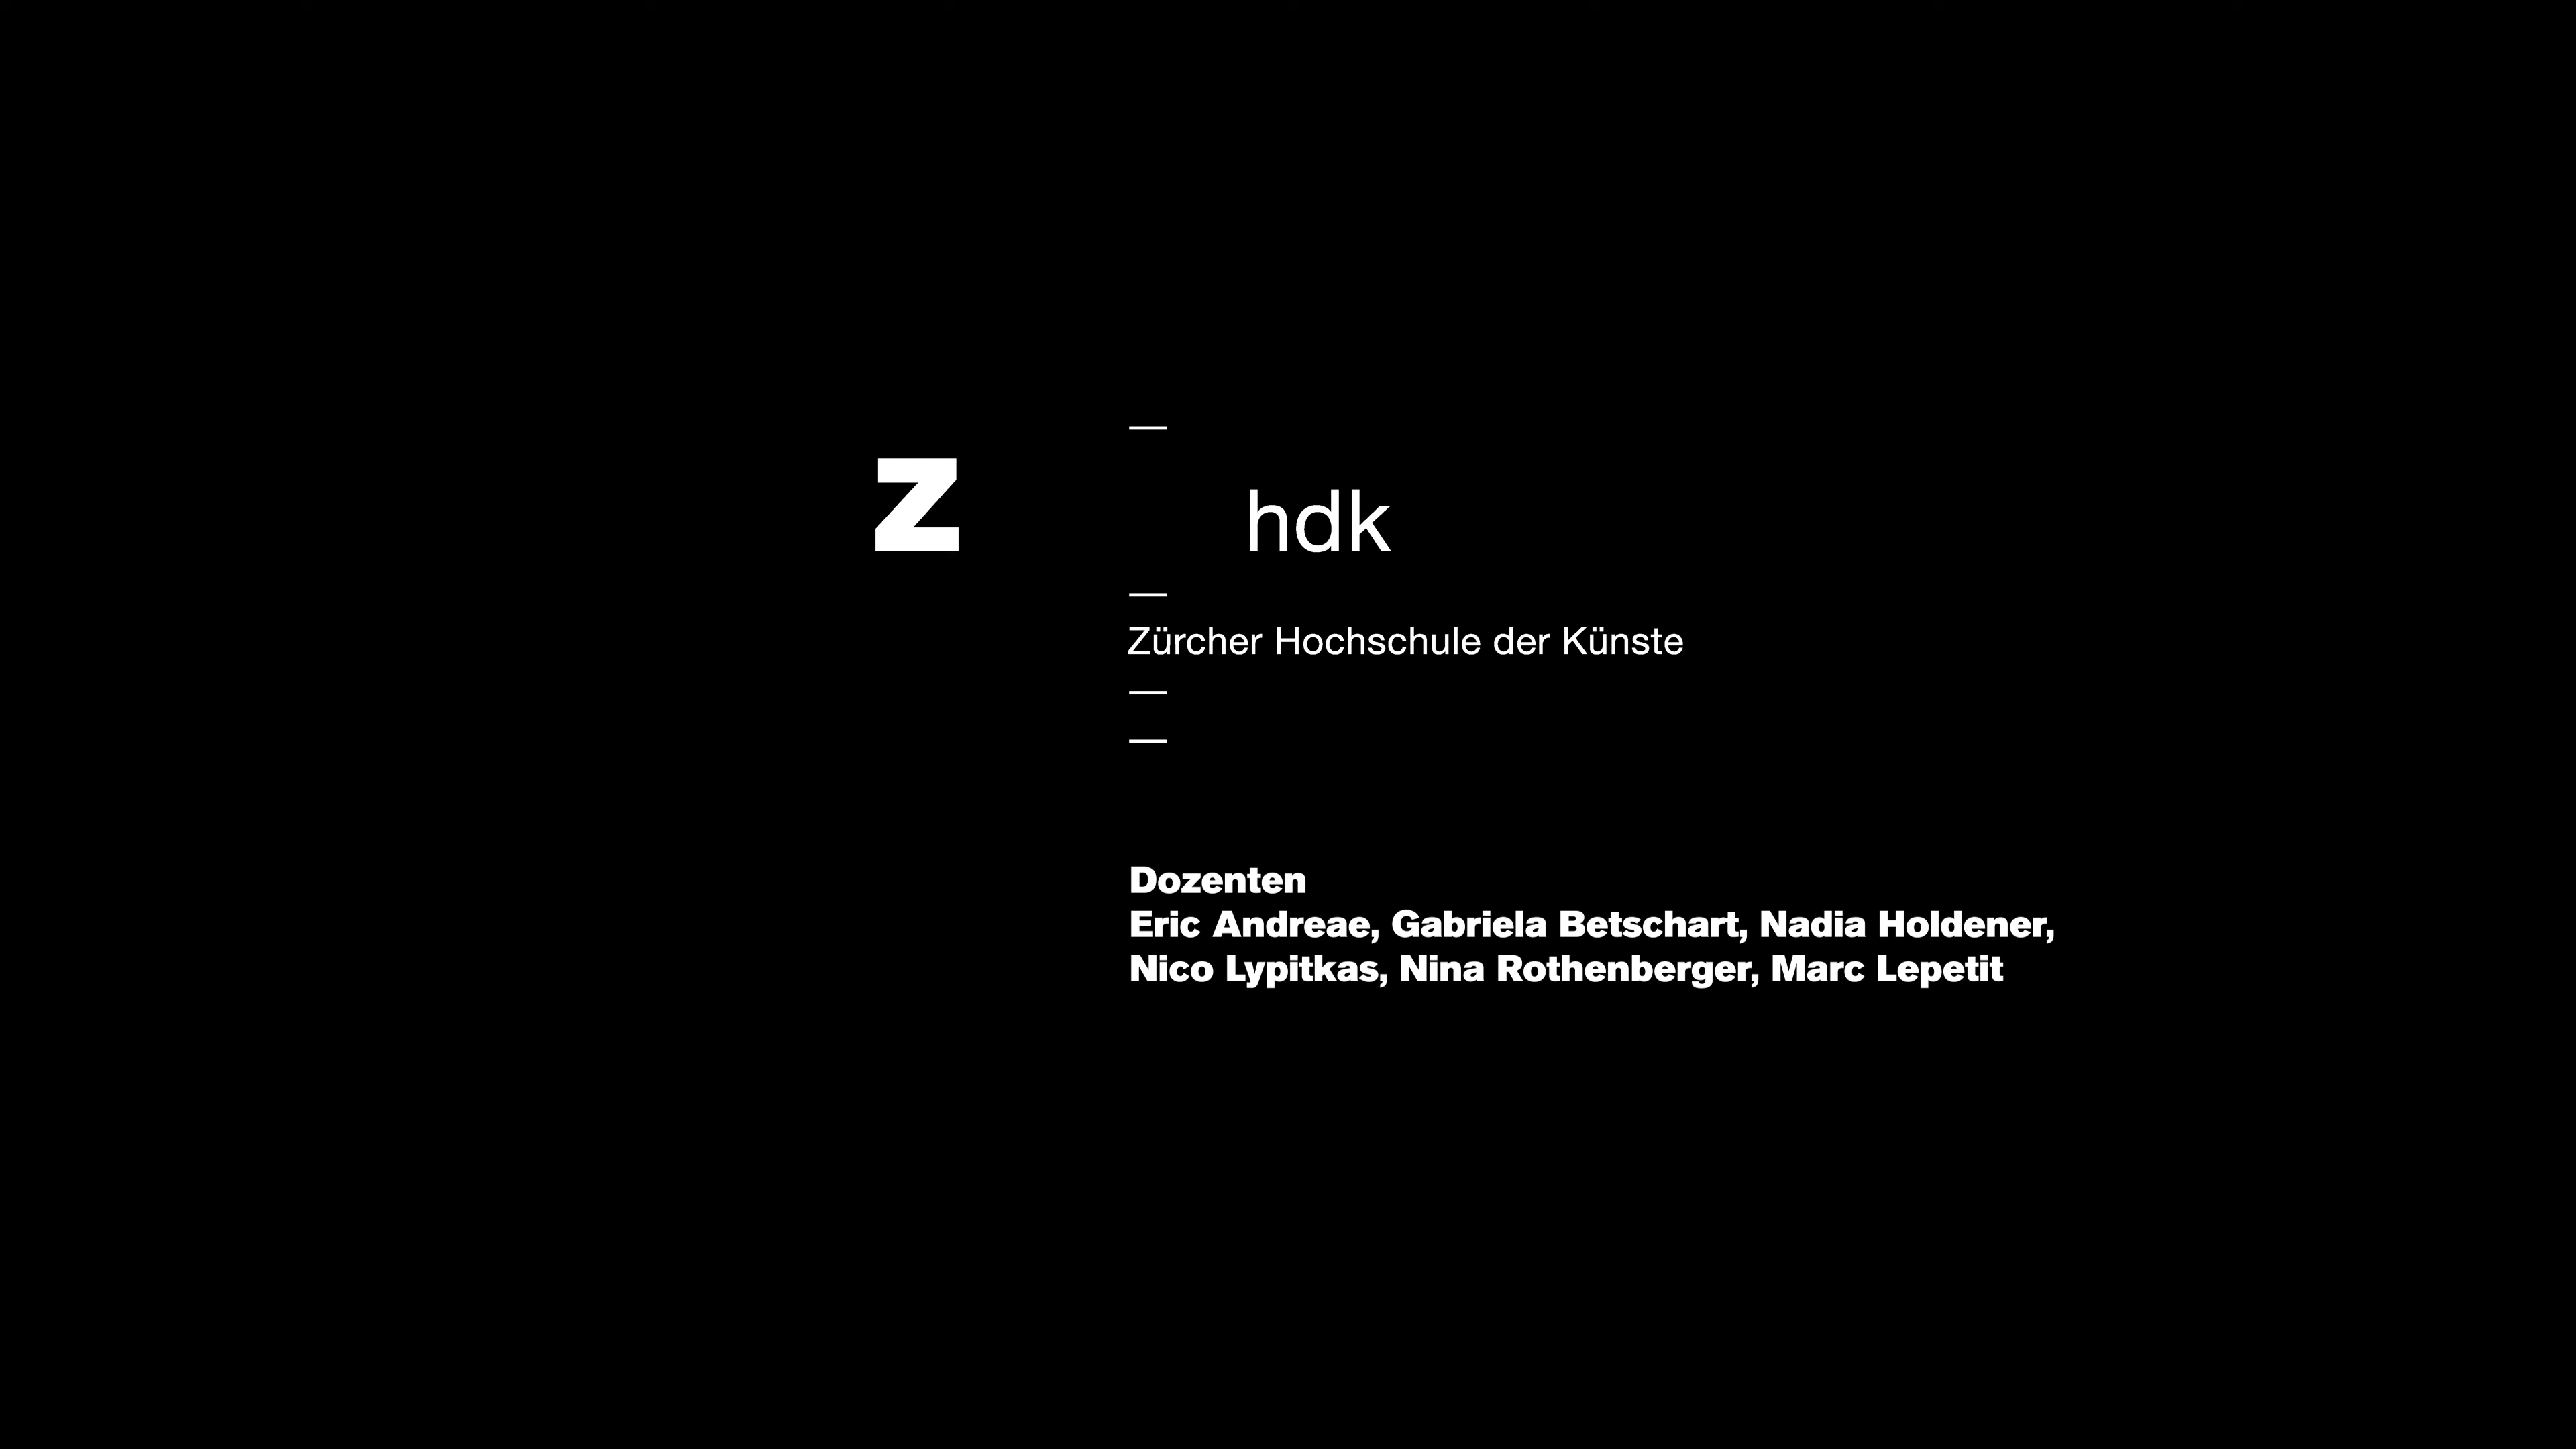 z hdk
Zürcher Hochschule der Künste
Dozenten
Eric Andreae, Gabriela Betschart, Nadia Holdener,
Nico Lypitkas, Nina Rothenberger, Marc Lepetit